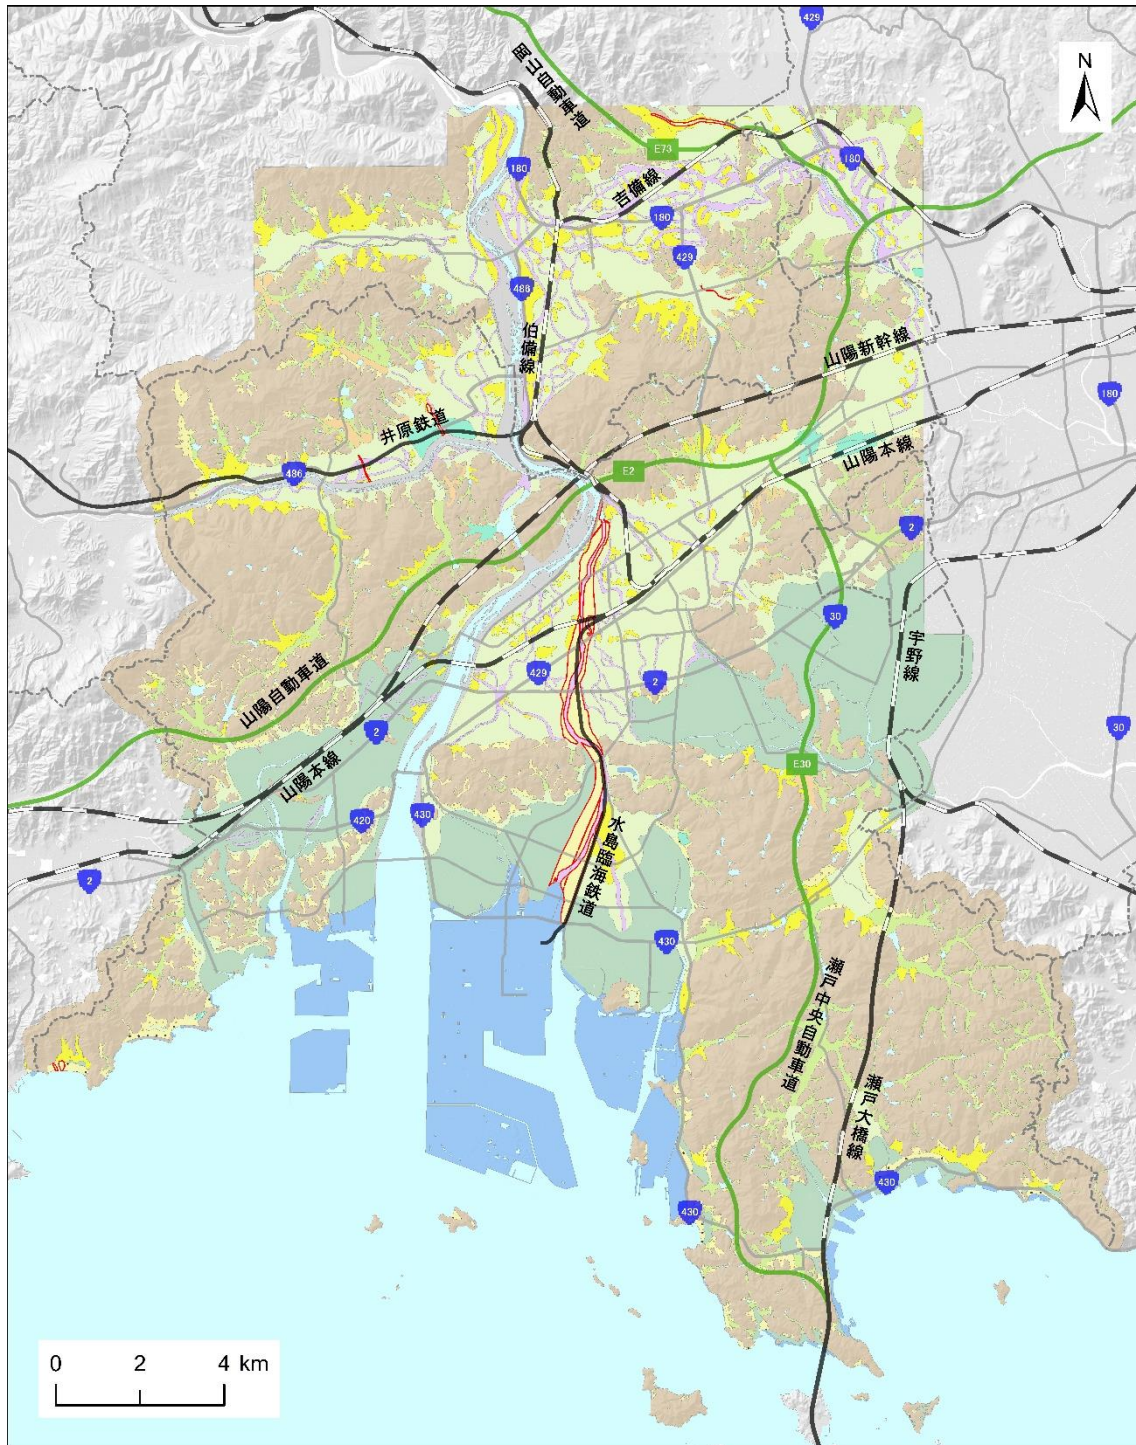 429
N
岡山自動車道
E73
180
180
吉備線
180
429
486
伯備線
山陽新幹線
180
井原鉄道
山陽本線
486
E2
2
30
宇野線
429
2
山陽自動車道
2
30
山陽本線
E30
420
430
水島臨海鉄道
2
430
瀬戸中央自動車道
瀬戸大橋線
430
430
0 2 4 km